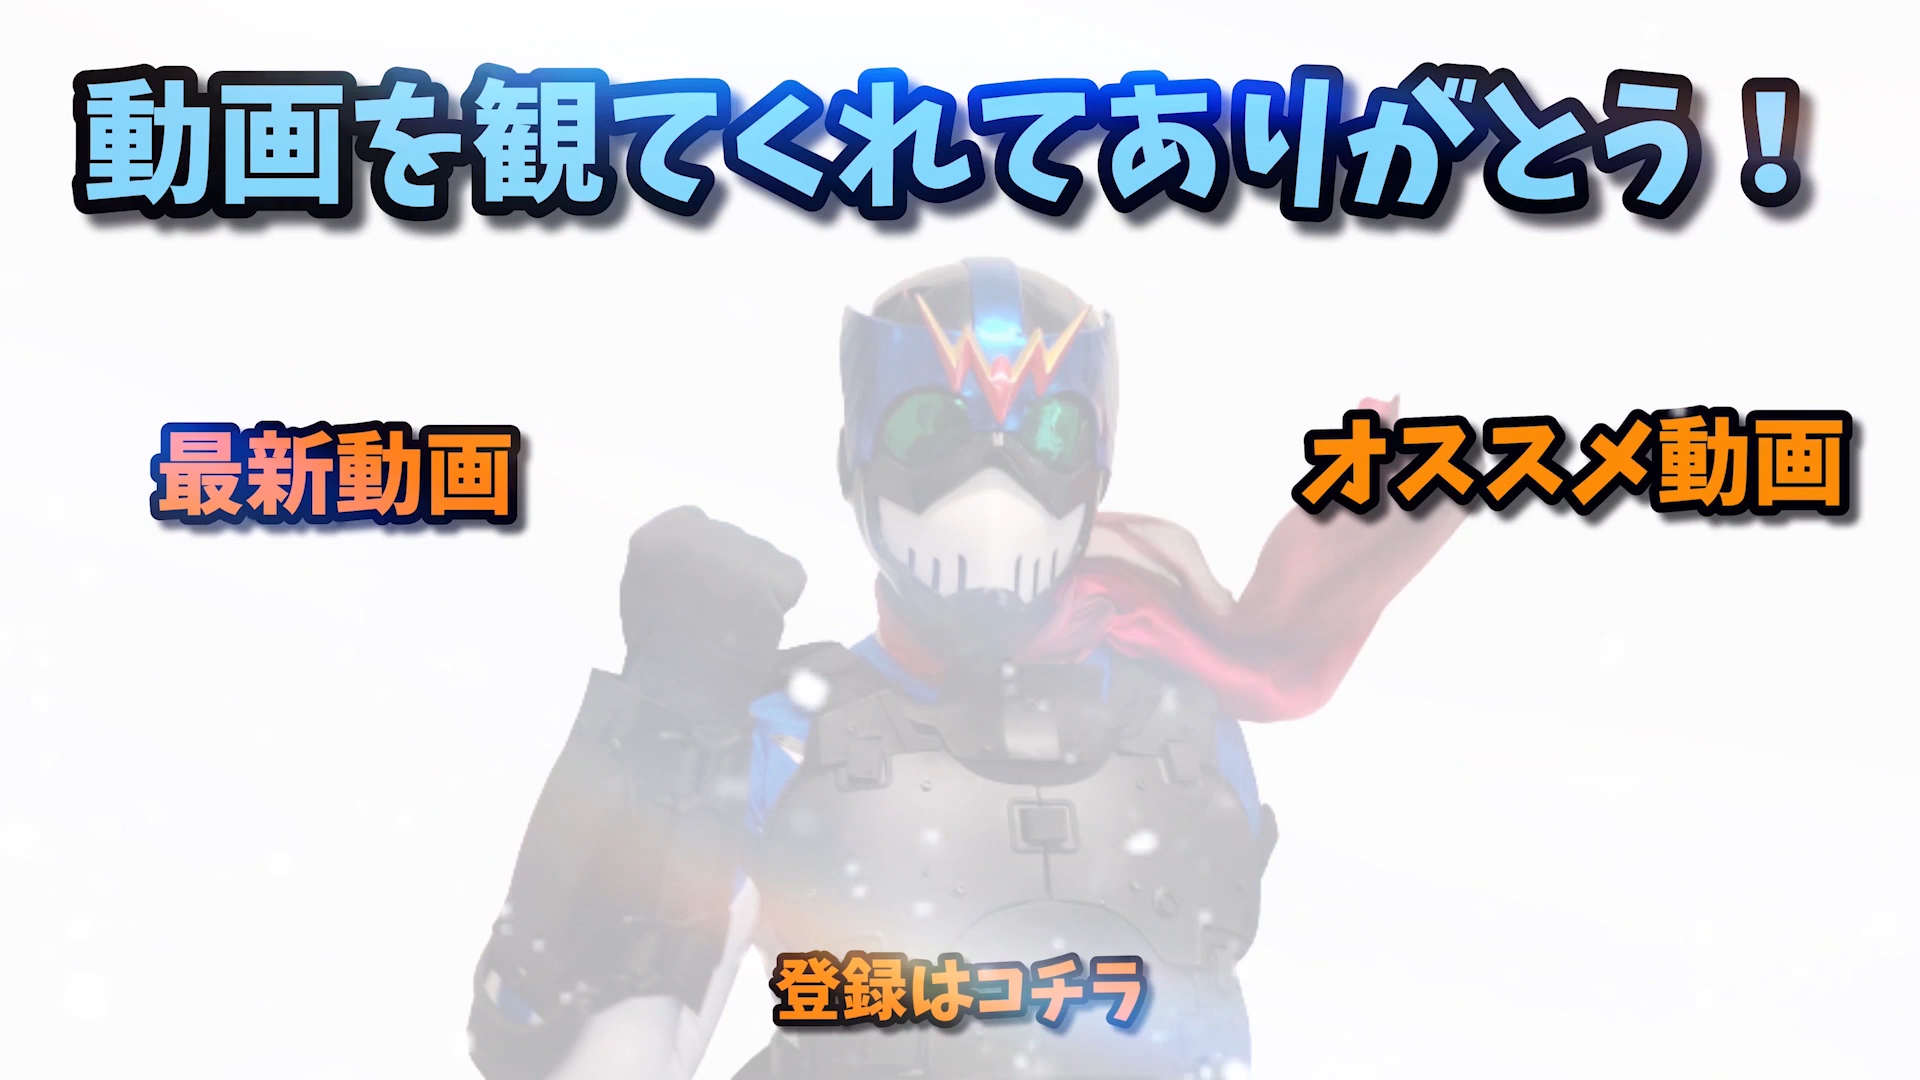 動画を観てくれてありがとう！
最新動画
オススメ動画
登録はコチラ